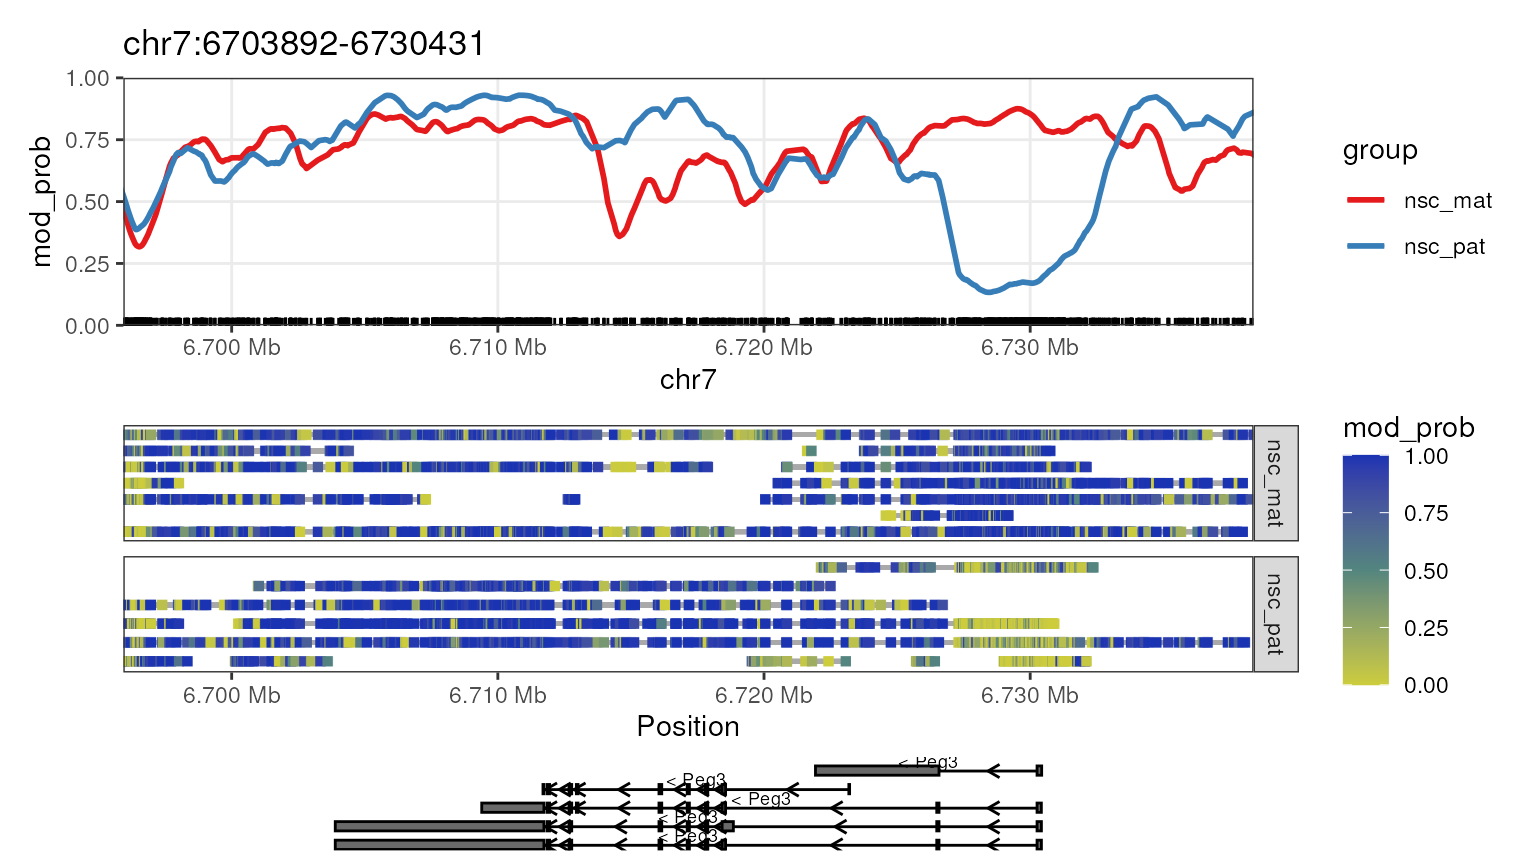 chr7:6703892-6730431
mod_prob
1.00
0.75
0.50
0.25
0.00
6.700 Mb 6.710 Mb 6.720 Mb 6.730 Mb
chr7
group
nsc_mat
nsc_pat
nsc_mat
nsc_pat
6.700 Mb 6.710 Mb 6.720 Mb 6.730 Mb
Position
mod_prob
1.00
0.75
0.50
0.25
0.00
< Peg3
< Peg3
< Peg3
< Peg3
< Peg3